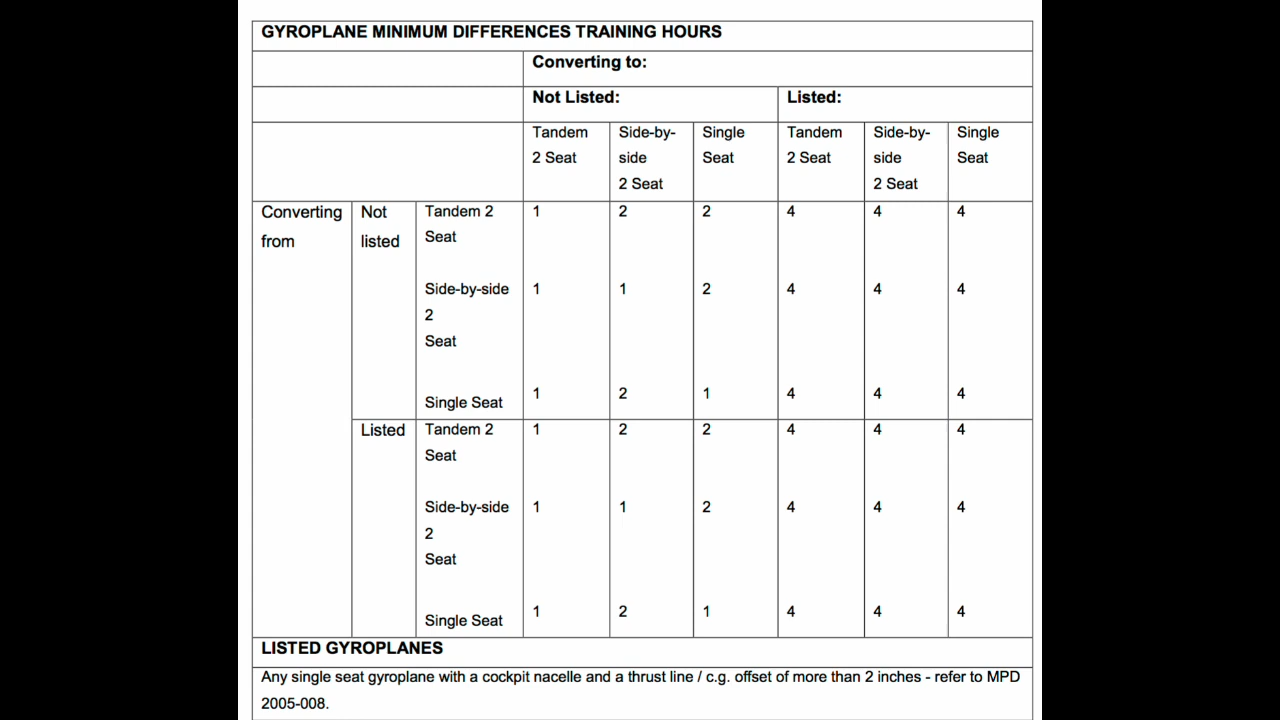 GYROPLANE MINIMUM DIFFERENCES TRAINING HOURS
Converting to:
Not Listed: Listed:
Tandem 2 Seat Side-by-side 2 Seat Single Seat Tandem 2 Seat Side-by-side 2 Seat Single Seat
Converting from Not listed Tandem 2 Seat 1 2 2 4 4 4
Side-by-side 2 Seat 1 1 2 4 4 4
Single Seat 1 2 1 4 4 4
Listed Tandem 2 Seat 1 2 2 4 4 4
Side-by-side 2 Seat 1 1 2 4 4 4
Single Seat 1 2 1 4 4 4
LISTED GYROPLANES
Any single seat gyroplane with a cockpit nacelle and a thrust line / c.g. offset of more than 2 inches - refer to MPD
2005-008.